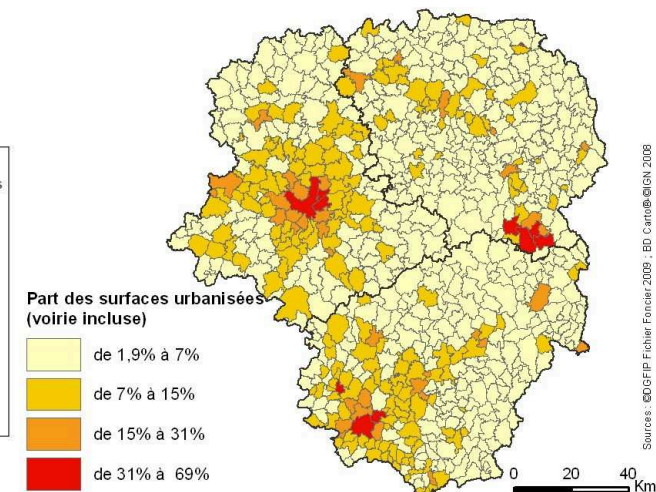 s
Part des surfaces urbanisées
(voirie incluse)
de 1,9% à 7%
de 7% à 15%
de 15% à 31%
de 31% à 69%
0 20 40
Km
Sources : ©DGFIP Fichier Foncier 2009 ; BD Carto®©IGN 2008